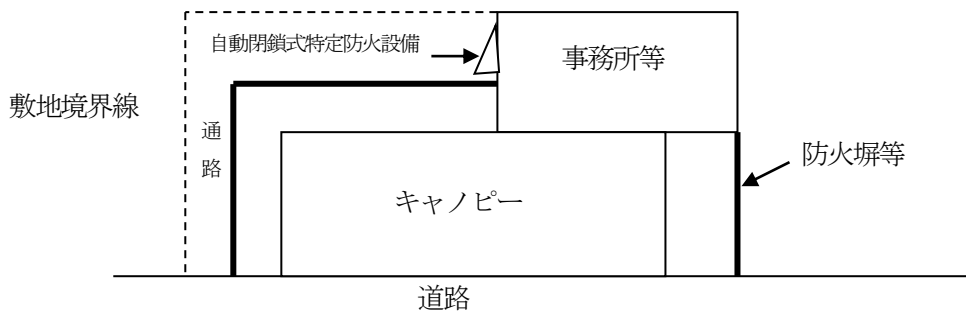 自動閉鎖式特定防火設備
事務所等
敷地境界線
通路
防火塀等
キャノピー
道路